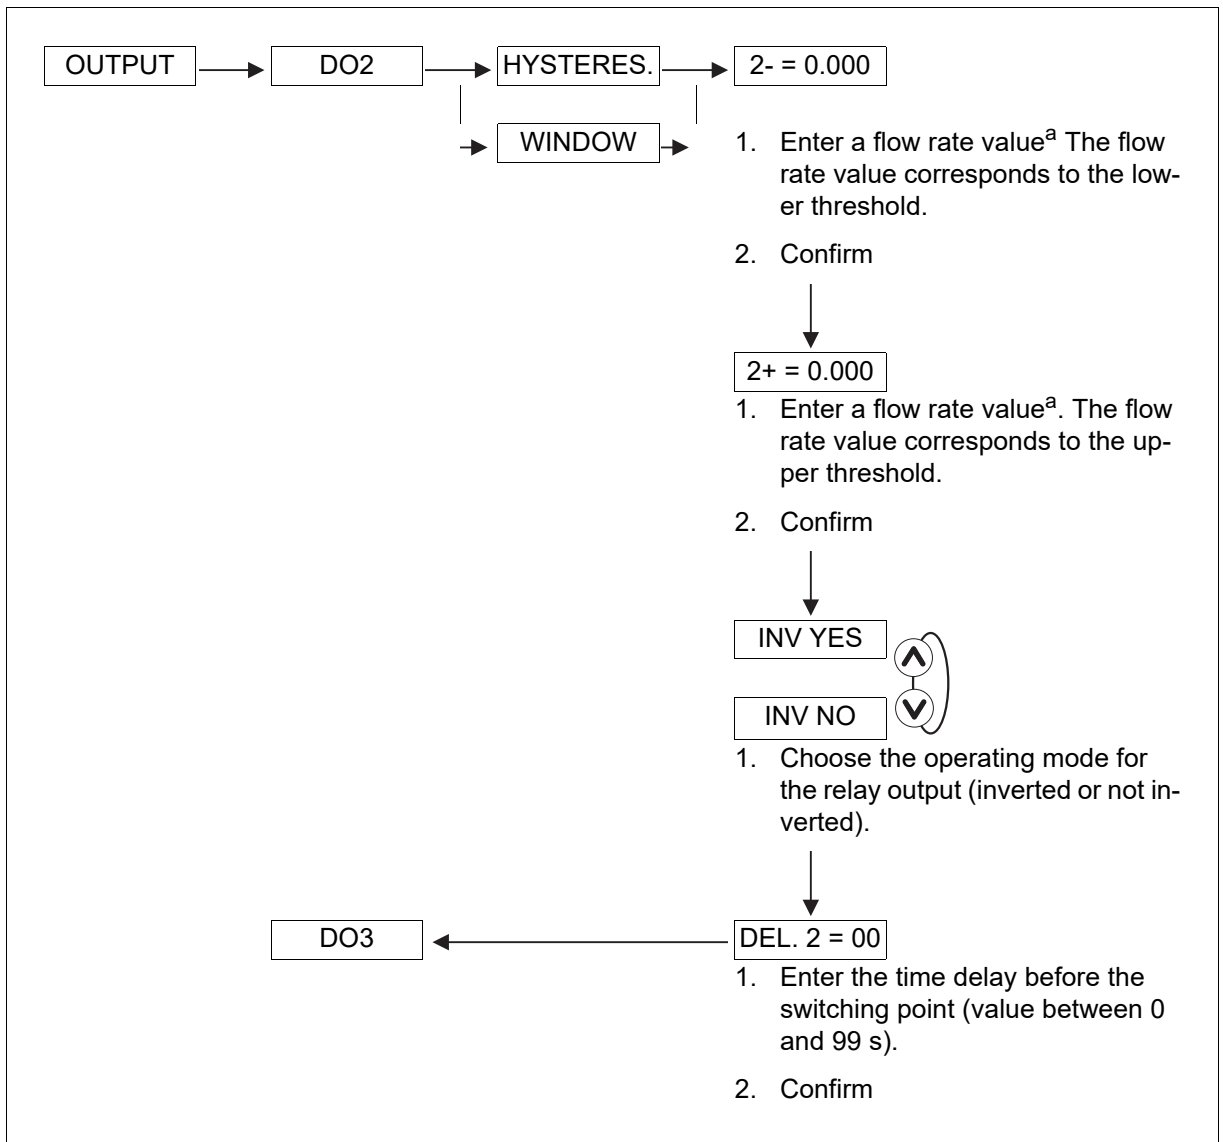 OUTPUT DO2 HYSTERES. 2- = 0.000
WINDOW
1. Enter a flow rate valueᵃ The flow
rate value corresponds to the low-
er threshold.
2. Confirm
2+ = 0.000
1. Enter a flow rate valueᵃ. The flow
rate value corresponds to the up-
per threshold.
2. Confirm
INV YES
INV NO
1. Choose the operating mode for
the relay output (inverted or not in-
verted).
DO3 DEL. 2 = 00
1. Enter the time delay before the
switching point (value between 0
and 99 s).
2. Confirm